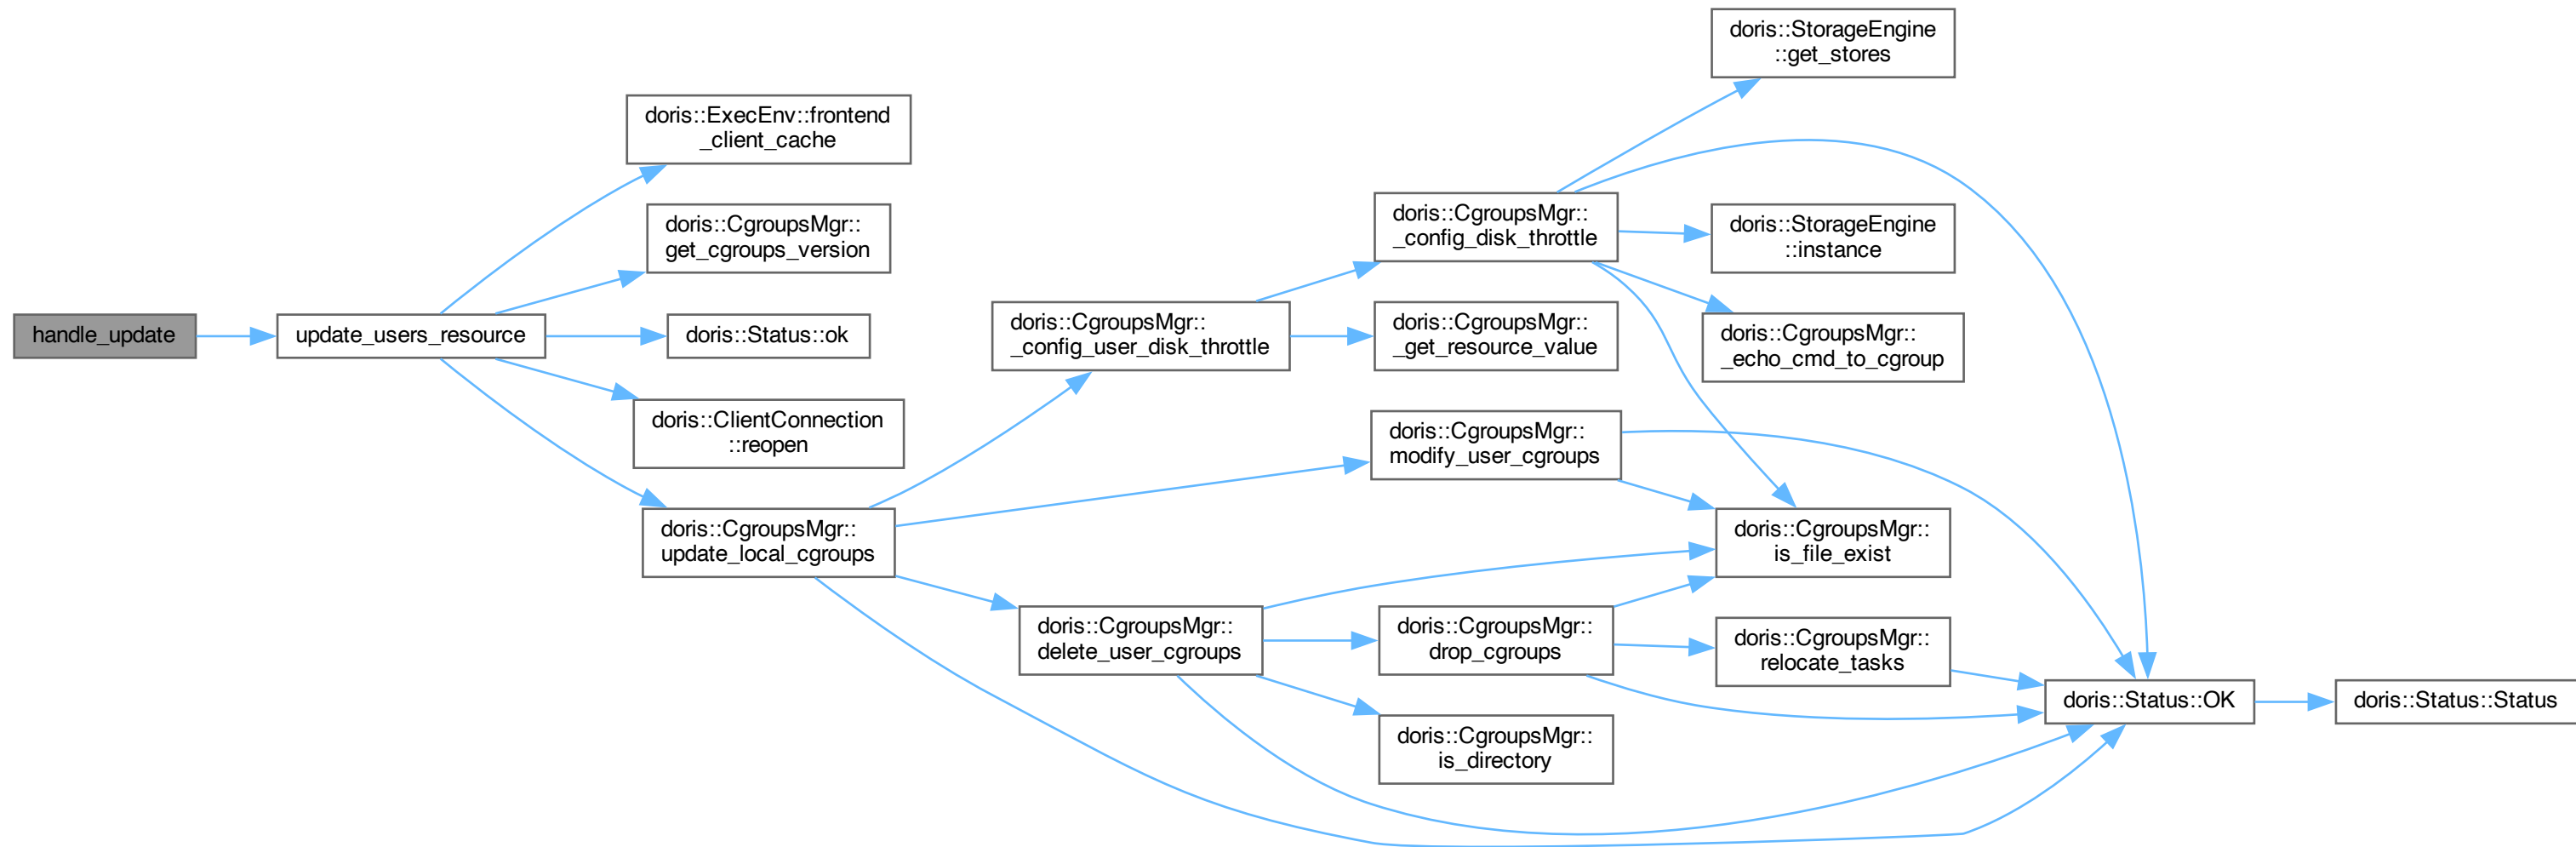 handle_update
update_users_resource
doris::ExecEnv::frontend
_client_cache
doris::CgroupsMgr::
get_cgroups_version
doris::Status::ok
doris::ClientConnection
::reopen
doris::CgroupsMgr::
update_local_cgroups
doris::CgroupsMgr::
_config_user_disk_throttle
doris::CgroupsMgr::
delete_user_cgroups
doris::CgroupsMgr::
_config_disk_throttle
doris::CgroupsMgr::
_get_resource_value
doris::CgroupsMgr::
modify_user_cgroups
doris::CgroupsMgr::
drop_cgroups
doris::CgroupsMgr::
is_directory
doris::StorageEngine
::get_stores
doris::StorageEngine
::instance
doris::CgroupsMgr::
_echo_cmd_to_cgroup
doris::CgroupsMgr::
is_file_exist
doris::CgroupsMgr::
relocate_tasks
doris::Status::OK
doris::Status::Status